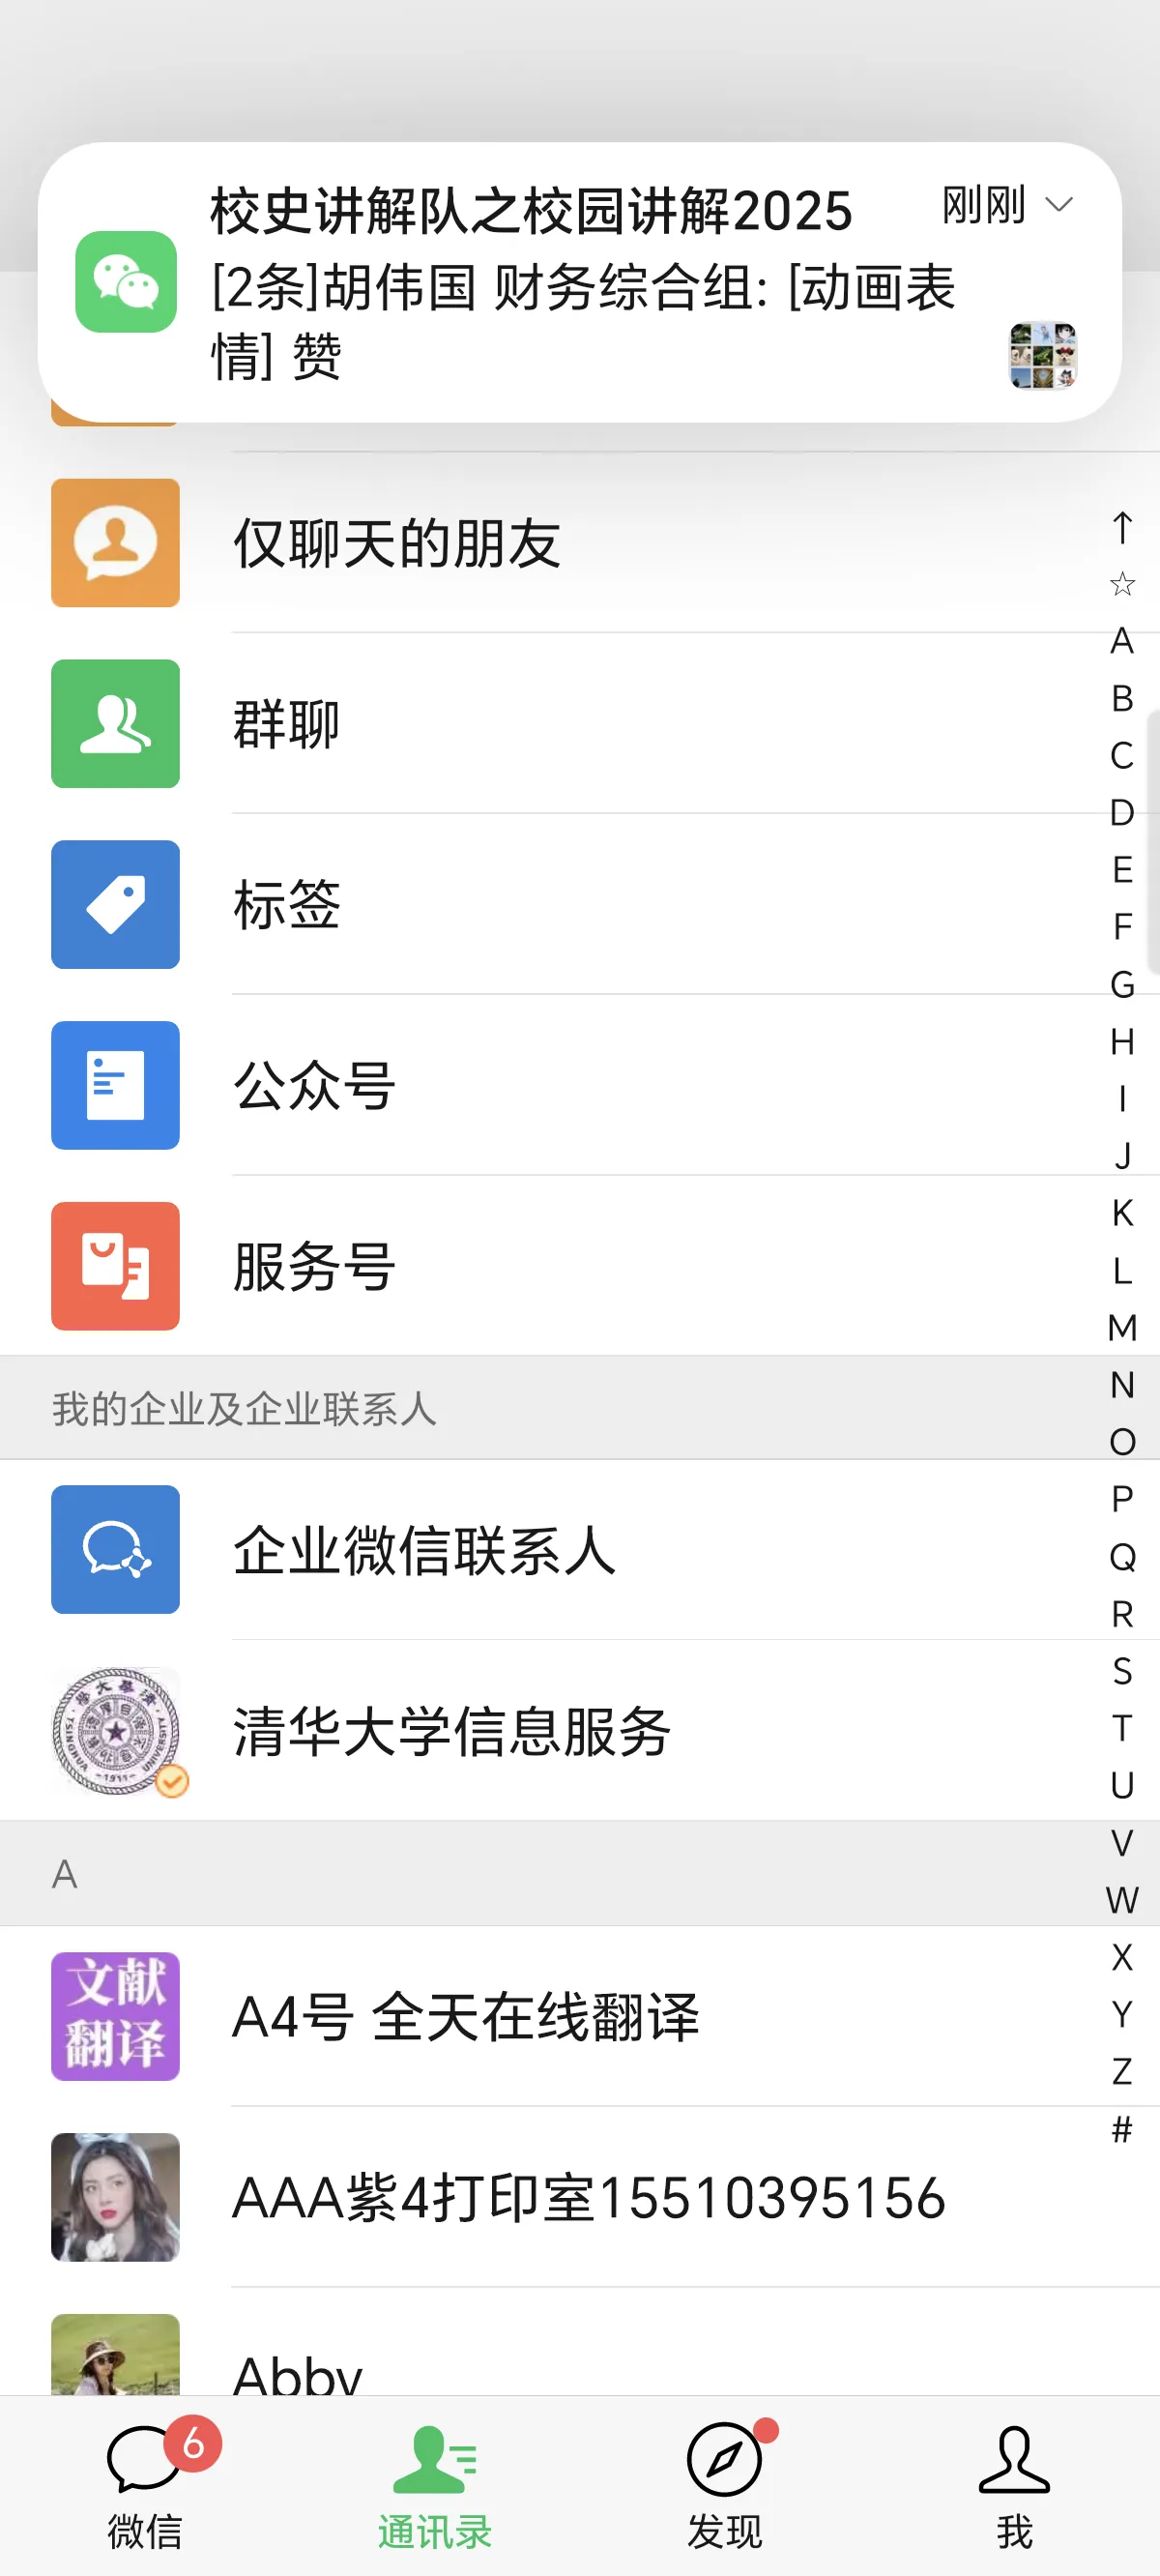 校史讲解队之校园讲解2025
刚刚
[2条]胡伟国 财务综合组: [动画表
情] 赞
仅聊天的朋友
群聊
标签
公众号
服务号
我的企业及企业联系人
企业微信联系人
清华大学信息服务
A
文献
翻译
A4号 全天在线翻译
AAA紫4打印室15510395156
Abby
↑
☆
A
B
C
D
E
F
G
H
I
J
K
L
M
N
O
P
Q
R
S
T
U
V
W
X
Y
Z
#
6
微信
通讯录
发现
我